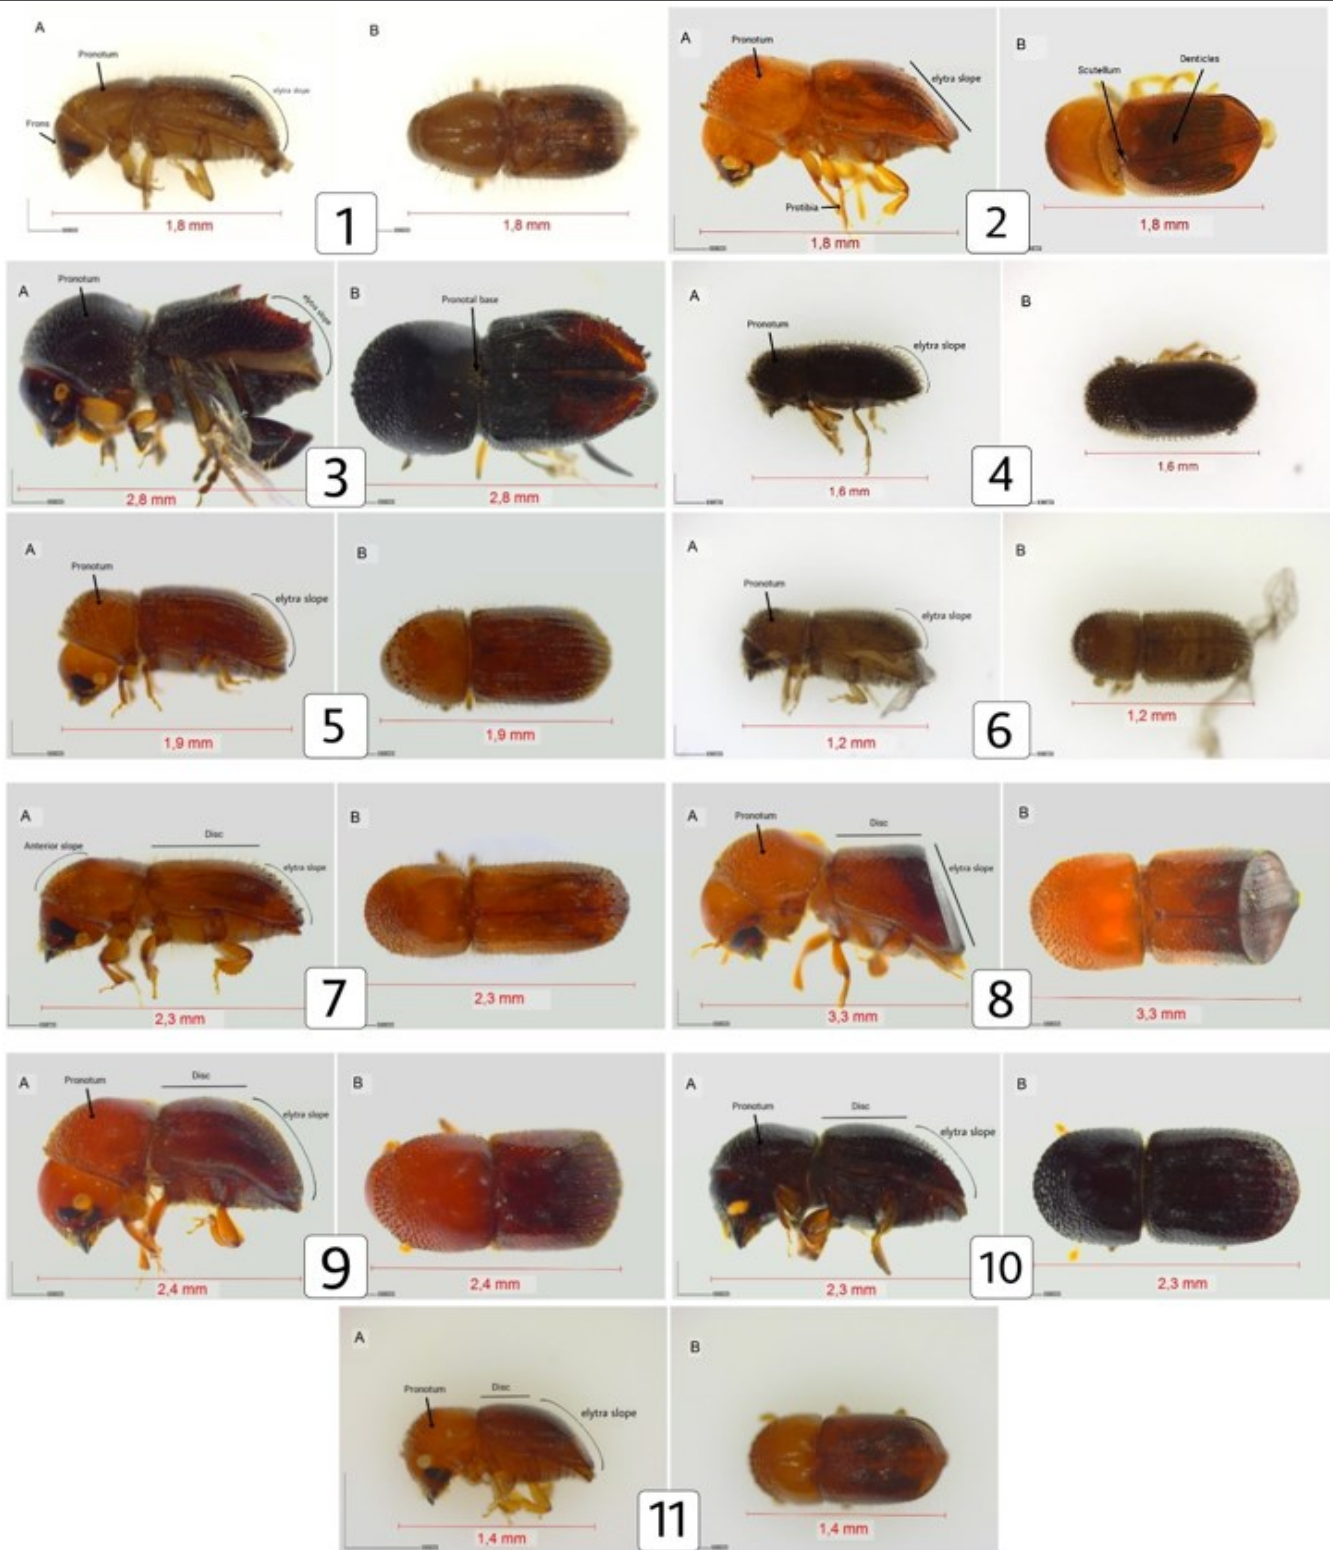 A
Pronotum
elytra slope
Frons
1,8 mm
B
1,8 mm
1
A
Pronotum
elytra slope
Protibia
1,8 mm
B
Scutellum
Denticles
1,8 mm
2
A
Pronotum
elytra slope
2,8 mm
B
Pronotal base
2,8 mm
3
A
Pronotum
elytra slope
1,6 mm
B
1,6 mm
4
A
Pronotum
elytra slope
1,9 mm
B
1,9 mm
5
A
Pronotum
elytra slope
1,2 mm
B
1,2 mm
6
A
Anterior slope
Disc
elytra slope
2,3 mm
B
2,3 mm
7
A
Pronotum
Disc
elytra slope
3,3 mm
B
3,3 mm
8
A
Pronotum
Disc
elytra slope
2,4 mm
B
2,4 mm
9
A
Pronotum
Disc
elytra slope
2,3 mm
B
2,3 mm
10
A
Pronotum
Disc
elytra slope
1,4 mm
B
1,4 mm
11